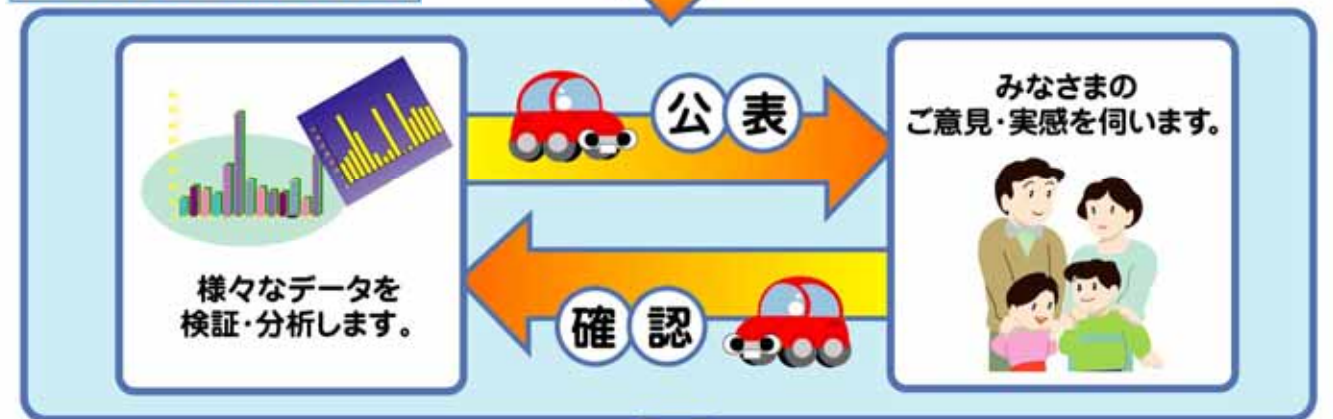 公表
みなさまの
ご意見・実感を伺います。
様々なデータを
検証・分析します。
確認